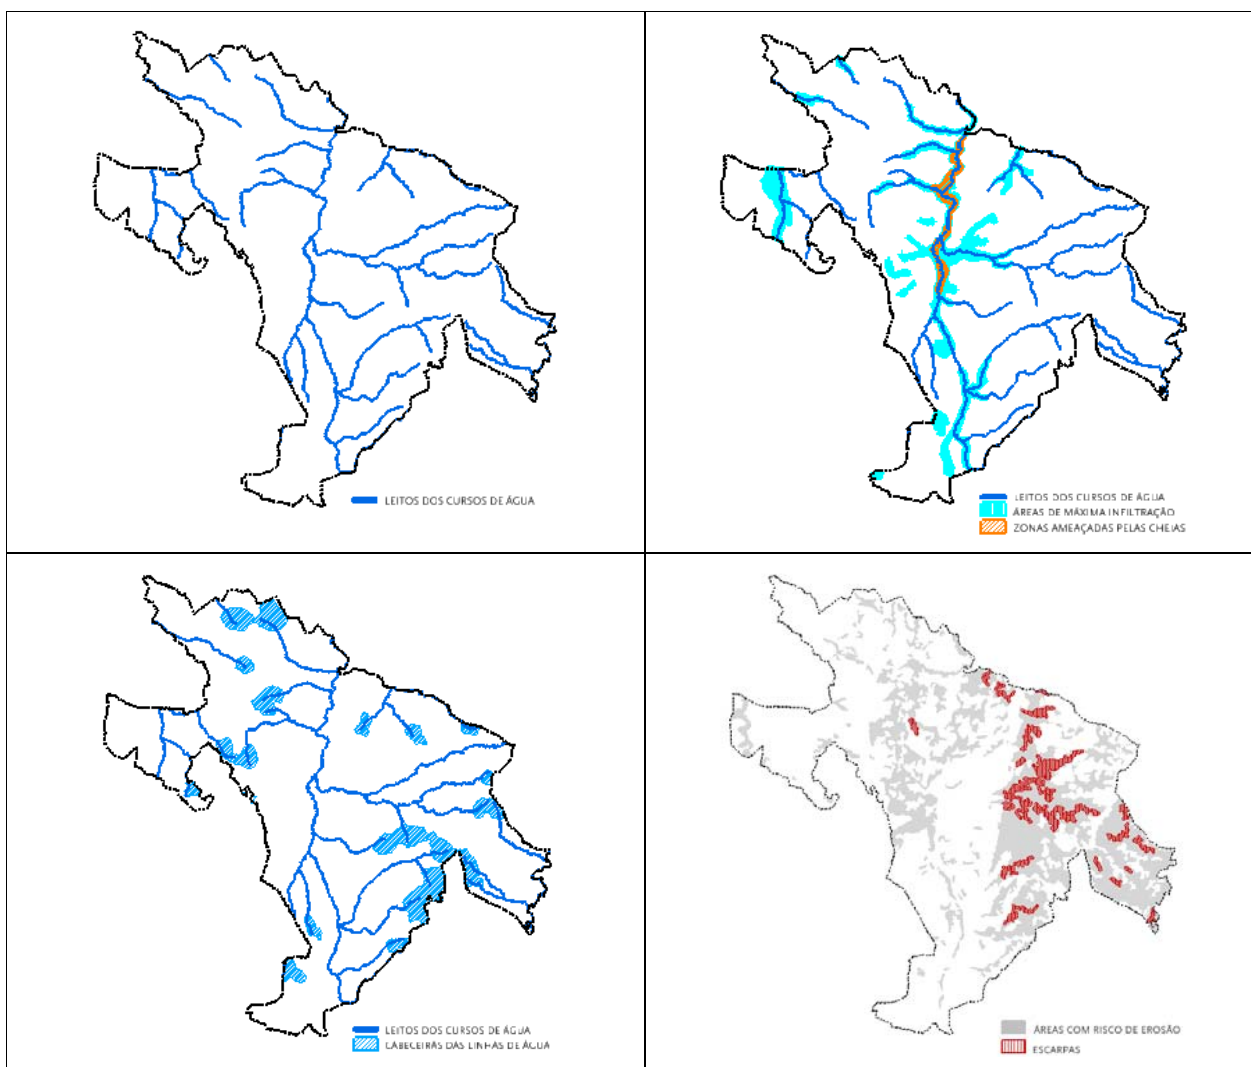 LEITOS DOS CURSOS DE ÁGUA
LEITOS DOS CURSOS DE ÁGUA
ÁREAS DE MÁXIMA INFILTRAÇÃO
ZONAS AMEAÇADAS PELAS CHEIAS
LEITOS DOS CURSOS DE ÁGUA
CABECEIRAS DAS LINHAS DE ÁGUA
ÁREAS COM RISCO DE EROSÃO
ESCARPAS